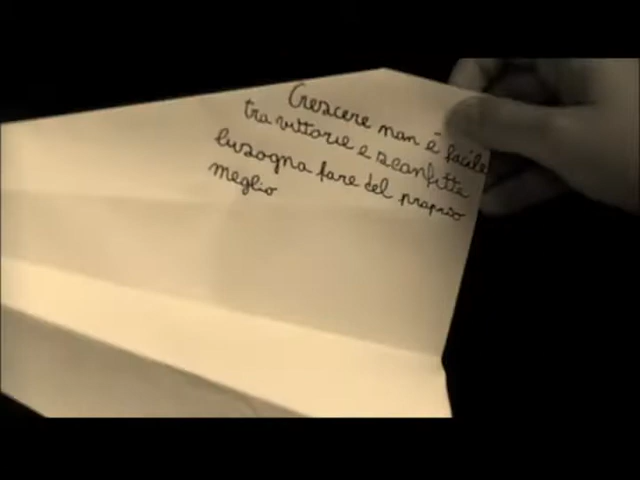 Crescere non è facile
tra vittorie e sconfitte
bisogna fare del proprio
meglio